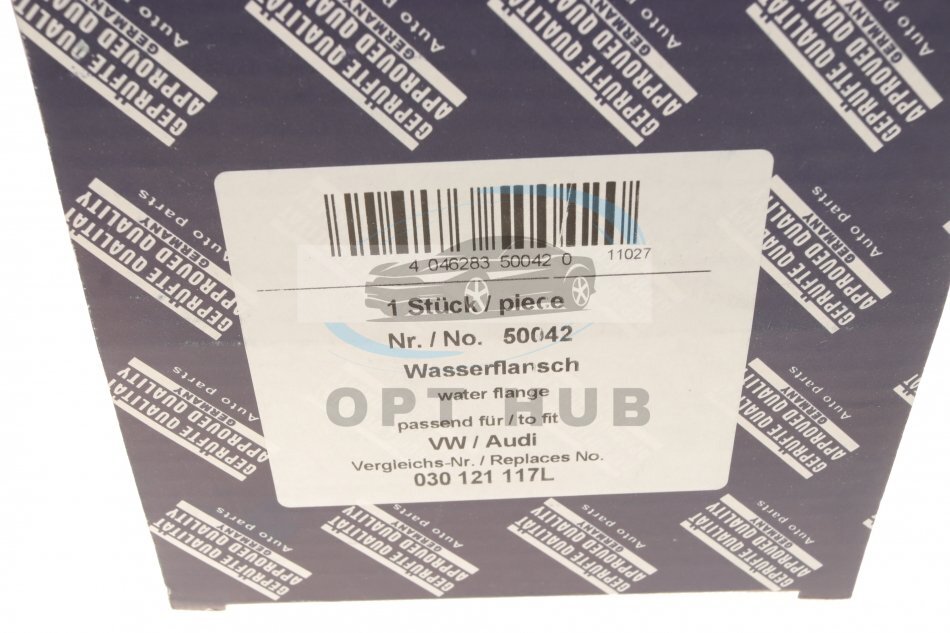 GEPRÜFTE QUALITÄT
APPROVED QUALITY
GERMANY
Auto parts
4 046283 50042 0
11027
1 Stück / piece
Nr. / No. 50042
Wasserflansch
water flange
OPT HUB
passend für / to fit
VW / Audi
Vergleichs-Nr. / Replaces No.
030 121 117L